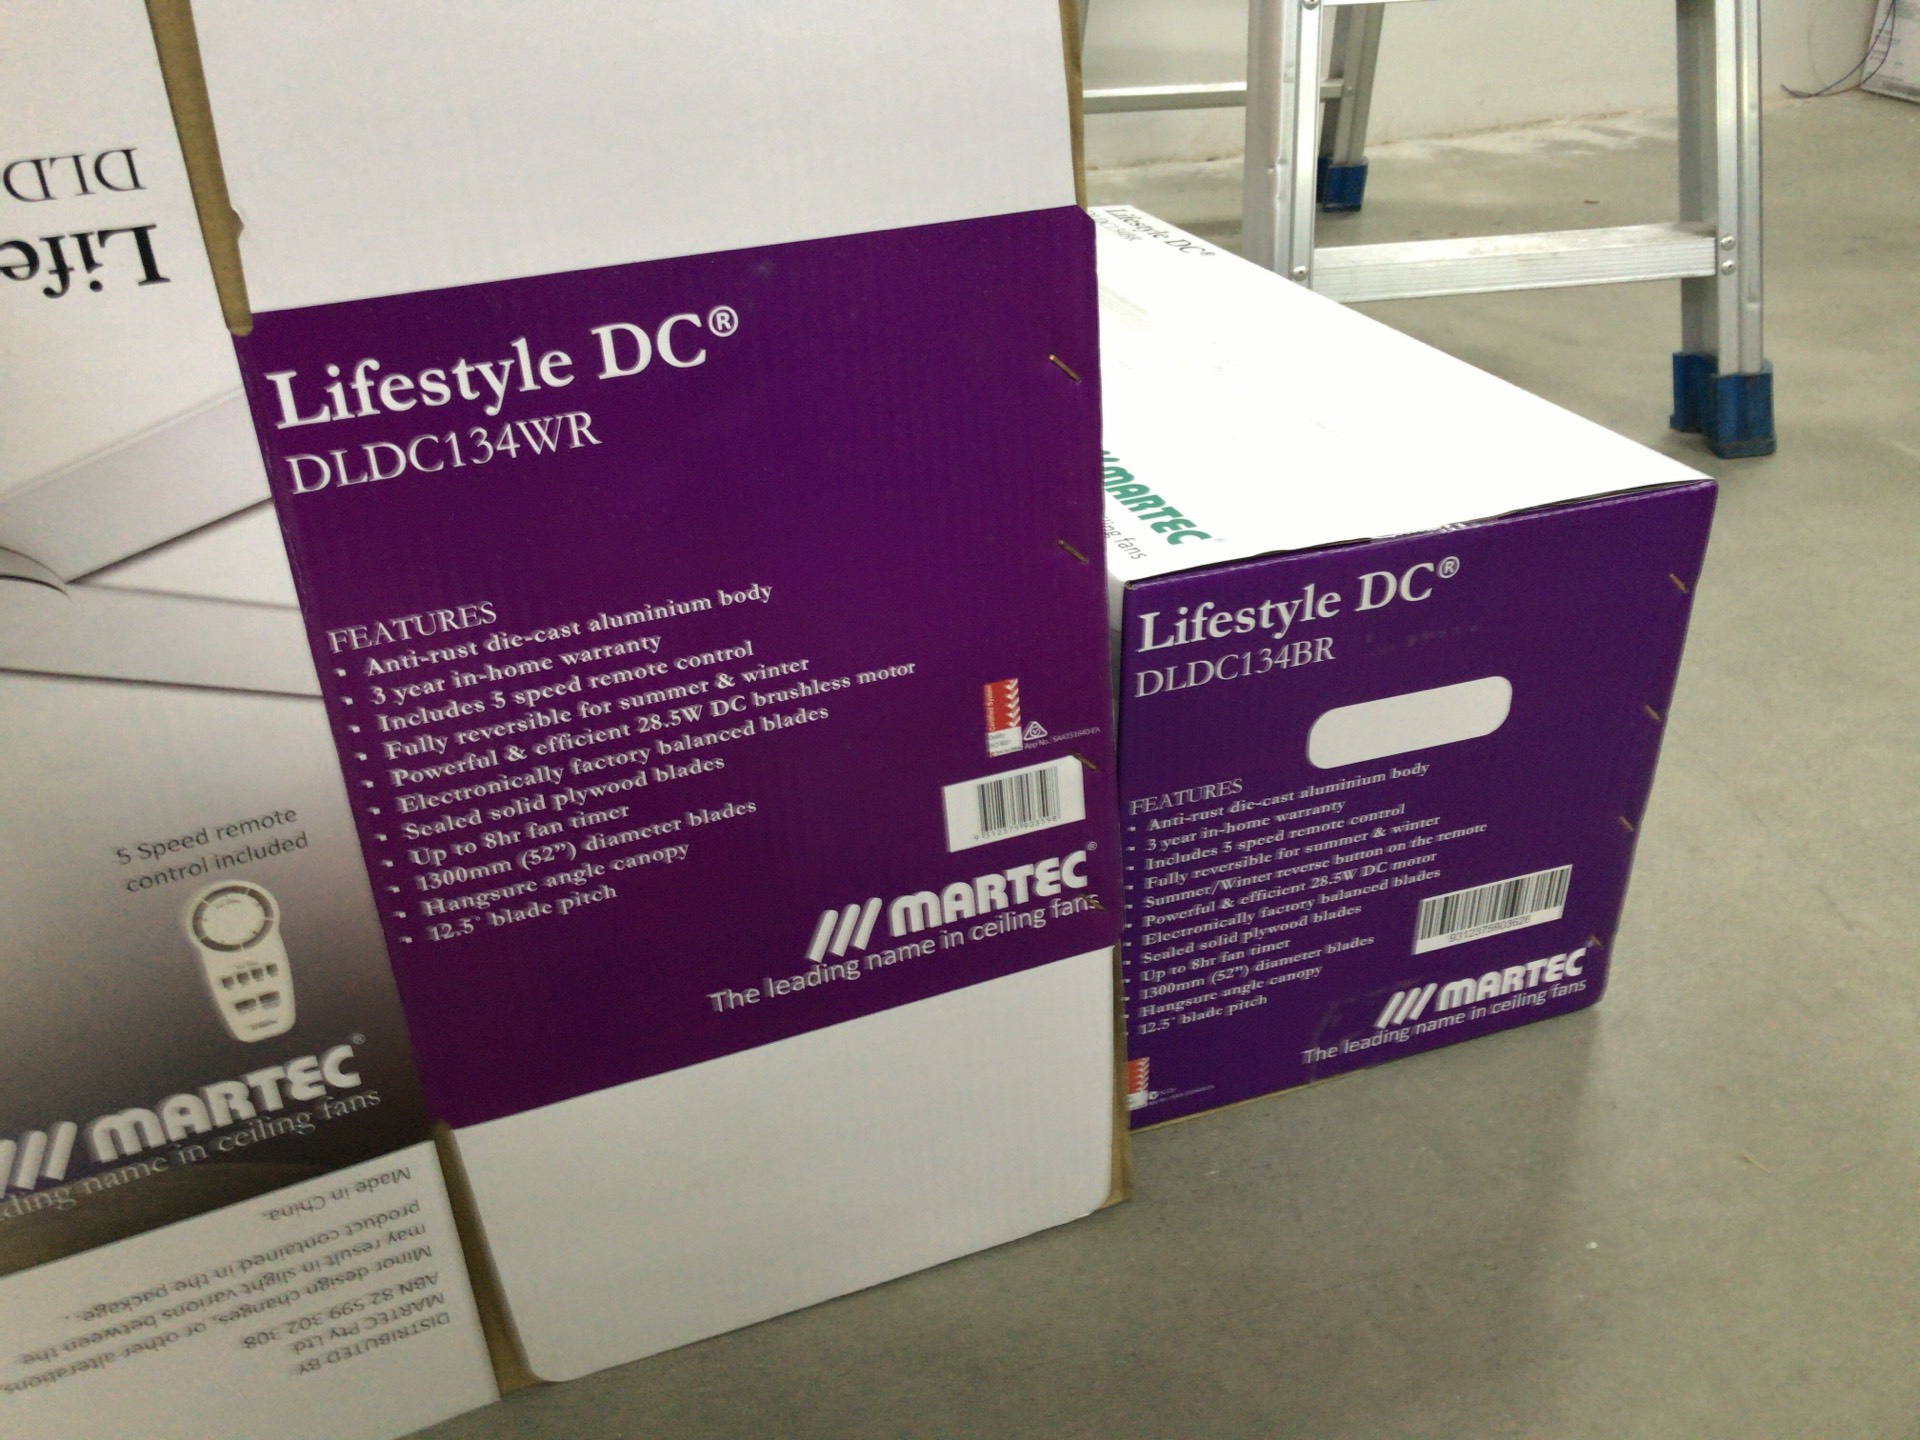 DLD
Life
5 Speed remote
control included
MARTEC®
ding name in ceiling fans
DISTRIBUTED BY
MARTEC Pty Ltd
ABN 82 599 302 308
Minor design changes, or other alterations,
may result in slight varions between the
product contained in the package.
Made in China.
Lifestyle DC®
DLDC134WR
FEATURES
• Anti-rust die-cast aluminium body
• 3 year in-home warranty
• Includes 5 speed remote control
• Fully reversible for summer & winter
• Powerful & efficient 28.5W DC brushless motor
• Electronically factory balanced blades
• Sealed solid plywood blades
• Up to 8hr fan timer
• 1300mm (52”) diameter blades
• Hangsure angle canopy
• 12.5° blade pitch
MARTEC®
The leading name in ceiling fans
Lifestyle DC®
DLDC134BR
MARTEC®
ling fans
Lifestyle DC®
DLDC134BR
FEATURES
• Anti-rust die-cast aluminium body
• 3 year in-home warranty
• Includes 5 speed remote control
• Fully reversible for summer & winter
• Summer/Winter reverse button on the remote
• Powerful & efficient 28.5W DC motor
• Electronically factory balanced blades
• Sealed solid plywood blades
• Up to 8hr fan timer
• 1300mm (52”) diameter blades
• Hangsure angle canopy
• 12.5° blade pitch
9312375903626
MARTEC®
The leading name in ceiling fans